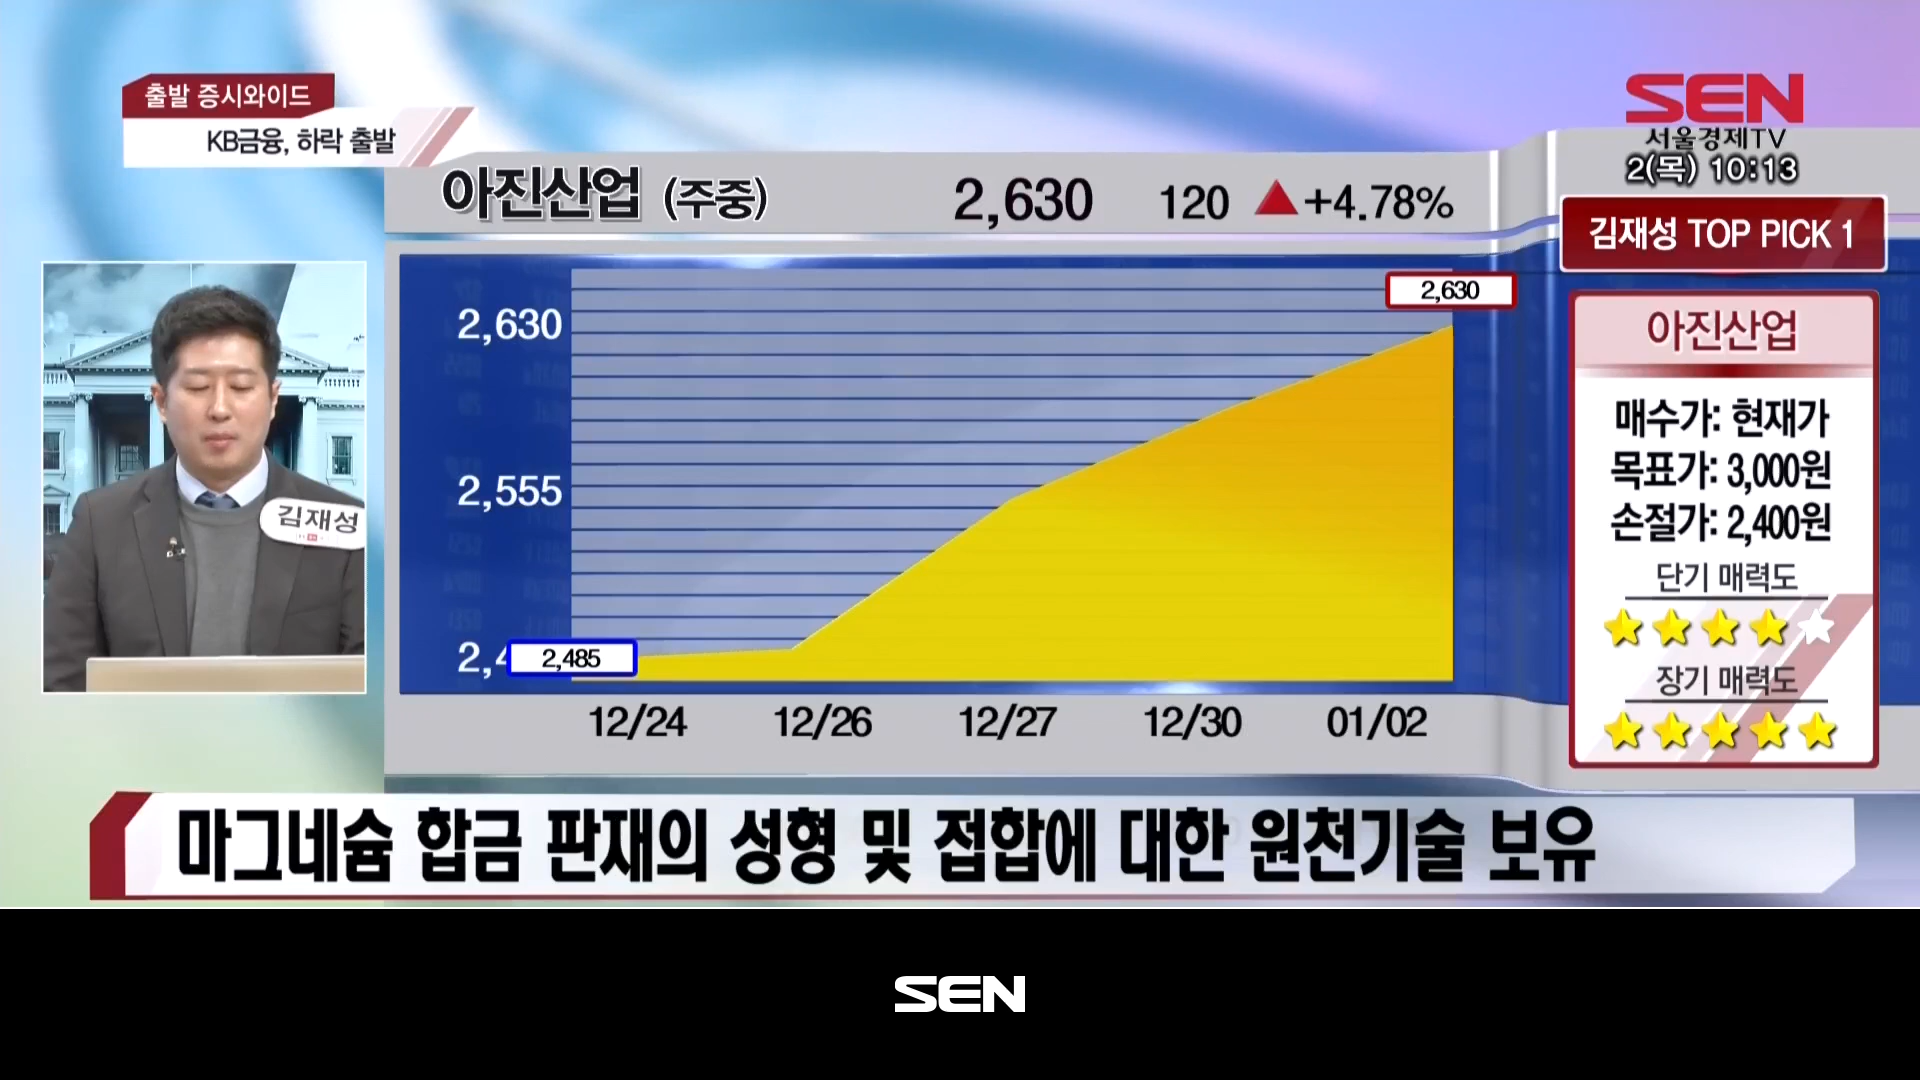 출발 증시와이드
KB금융, 하락 출발
SEN
서울경제TV
2(목) 10:13
아진산업 (주중) 2,630 120 ▲+4.78%
김재성 TOP PICK 1
아진산업
매수가: 현재가
목표가: 3,000원
손절가: 2,400원
단기 매력도
장기 매력도
김재성
2,630
2,630
2,555
2,4
2,485
12/24 12/26 12/27 12/30 01/02
마그네슘 합금 판재의 성형 및 접합에 대한 원천기술 보유
SEN